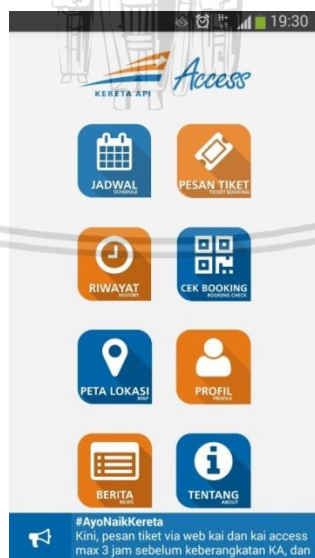 H+ 19:30
KERETA API Access
JADWAL
SCHEDULE
PESAN TIKET
TICKET BOOKING
RIWAYAT
HISTORY
CEK BOOKING
BOOKING CHECK
PETA LOKASI
MAP
PROFIL
PROFILE
BERITA
NEWS
TENTANG
ABOUT
#AyoNaikKereta
Kini, pesan tiket via web kai dan kai access
max 3 jam sebelum keberangkatan KA, dan